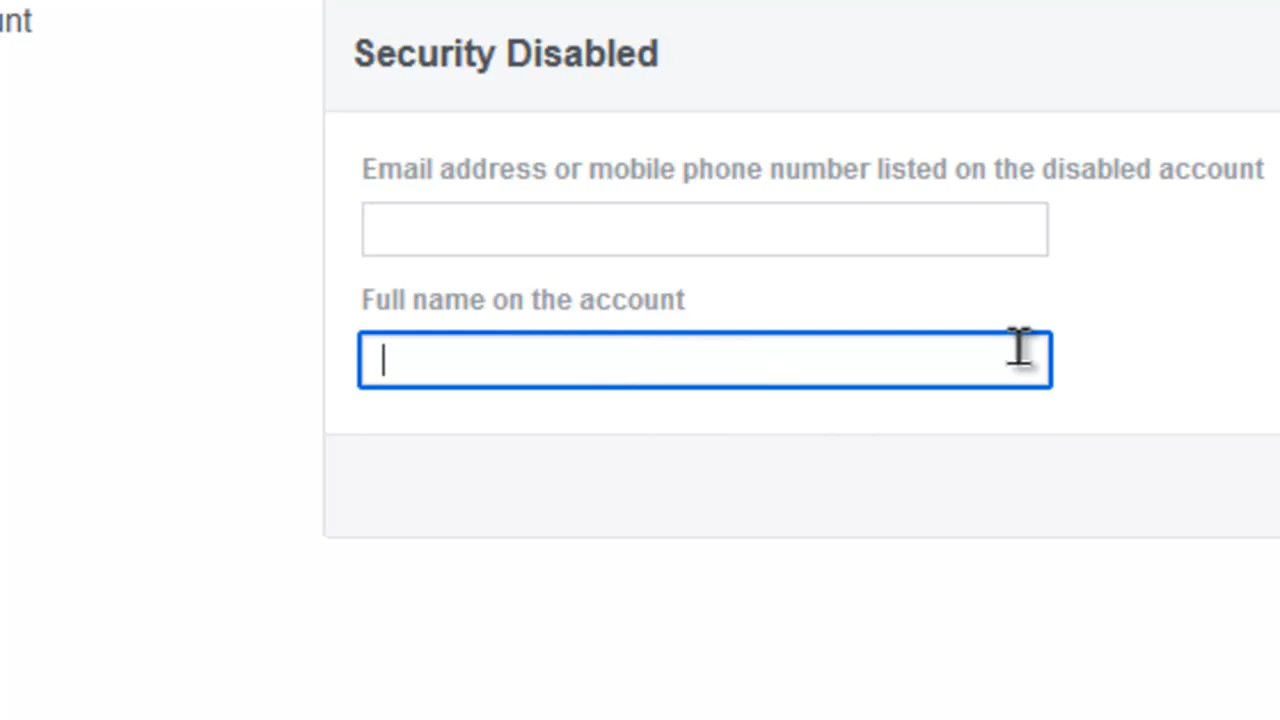 Security Disabled
Email address or mobile phone number listed on the disabled account
Full name on the account